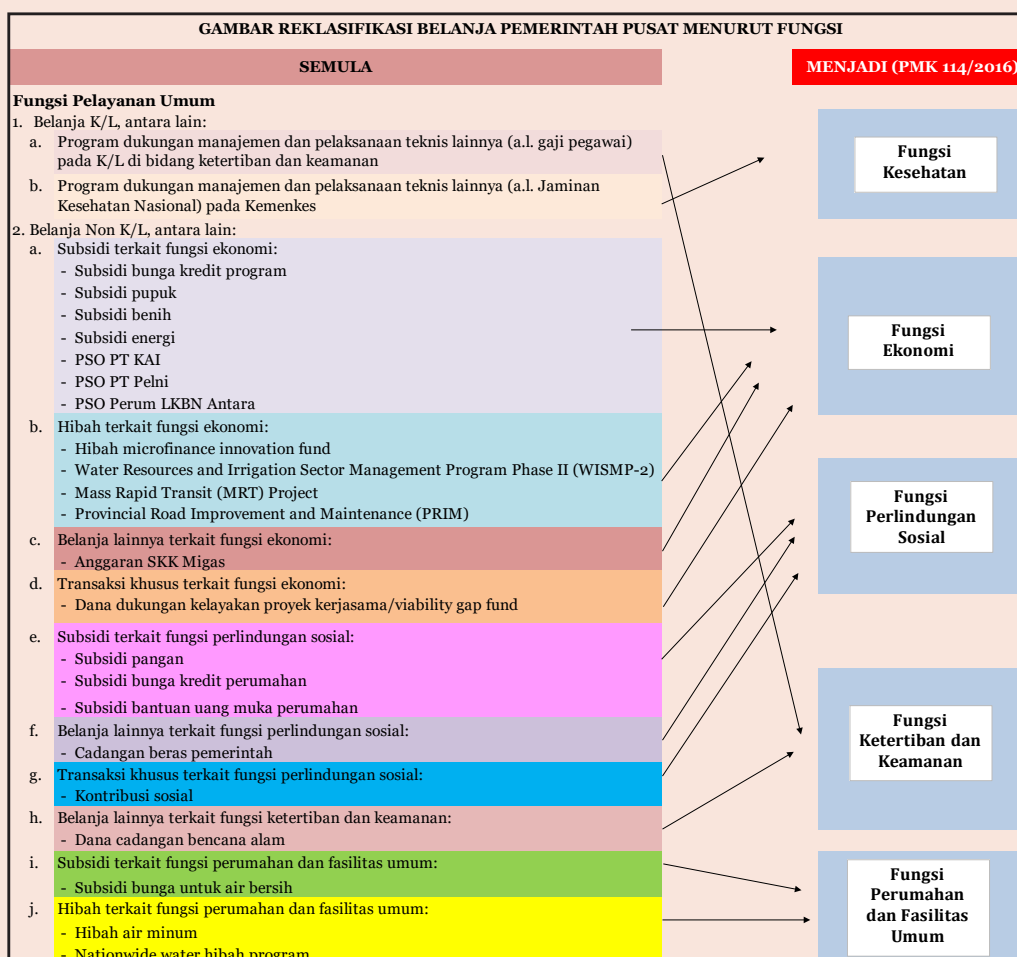 GAMBAR REKLASIFIKASI BELANJA PEMERINTAH PUSAT MENURUT FUNGSI
SEMULA
MENJADI (PMK 114/2016)
Fungsi Pelayanan Umum
1. Belanja K/L, antara lain:
a. Program dukungan manajemen dan pelaksanaan teknis lainnya (a.l. gaji pegawai)
pada K/L di bidang ketertiban dan keamanan
b. Program dukungan manajemen dan pelaksanaan teknis lainnya (a.l. Jaminan
Kesehatan Nasional) pada Kemenkes
2. Belanja Non K/L, antara lain:
a. Subsidi terkait fungsi ekonomi:
- Subsidi bunga kredit program
- Subsidi pupuk
- Subsidi benih
- Subsidi energi
- PSO PT KAI
- PSO PT Pelni
- PSO Perum LKBN Antara
b. Hibah terkait fungsi ekonomi:
- Hibah microfinance innovation fund
- Water Resources and Irrigation Sector Management Program Phase II (WISMP-2)
- Mass Rapid Transit (MRT) Project
- Provincial Road Improvement and Maintenance (PRIM)
c. Belanja lainnya terkait fungsi ekonomi:
- Anggaran SKK Migas
d. Transaksi khusus terkait fungsi ekonomi:
- Dana dukungan kelayakan proyek kerjasama/viability gap fund
e. Subsidi terkait fungsi perlindungan sosial:
- Subsidi pangan
- Subsidi bunga kredit perumahan
- Subsidi bantuan uang muka perumahan
f. Belanja lainnya terkait fungsi perlindungan sosial:
- Cadangan beras pemerintah
g. Transaksi khusus terkait fungsi perlindungan sosial:
- Kontribusi sosial
h. Belanja lainnya terkait fungsi ketertiban dan keamanan:
- Dana cadangan bencana alam
i. Subsidi terkait fungsi perumahan dan fasilitas umum:
- Subsidi bunga untuk air bersih
j. Hibah terkait fungsi perumahan dan fasilitas umum:
- Hibah air minum
- Nationwide water hibah program
Fungsi
Kesehatan
Fungsi
Ekonomi
Fungsi
Perlindungan
Sosial
Fungsi
Ketertiban dan
Keamanan
Fungsi
Perumahan
dan Fasilitas
Umum